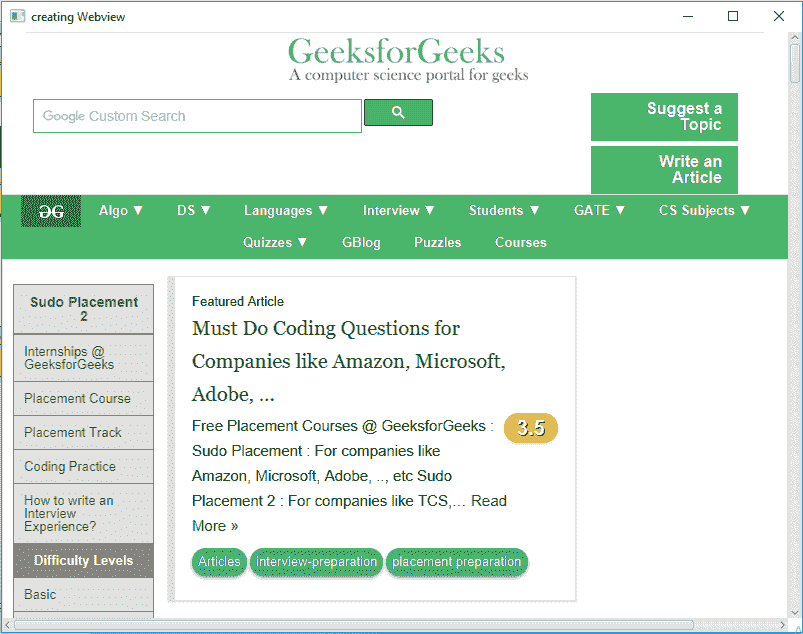 creating Webview
GeeksforGeeks
A computer science portal for geeks
Google Custom Search
Suggest a
Topic
Write an
Article
GG
Algo ▼
DS ▼
Languages ▼
Interview ▼
Students ▼
GATE ▼
CS Subjects ▼
Quizzes ▼
GBlog
Puzzles
Courses
Sudo Placement
2
Internships @
GeeksforGeeks
Placement Course
Placement Track
Coding Practice
How to write an
Interview
Experience?
Difficulty Levels
Basic
Featured Article
Must Do Coding Questions for
Companies like Amazon, Microsoft,
Adobe, ...
Free Placement Courses @ GeeksforGeeks :
3.5
Sudo Placement : For companies like
Amazon, Microsoft, Adobe, .., etc Sudo
Placement 2 : For companies like TCS,... Read
More »
Articles
interview-preparation
placement preparation